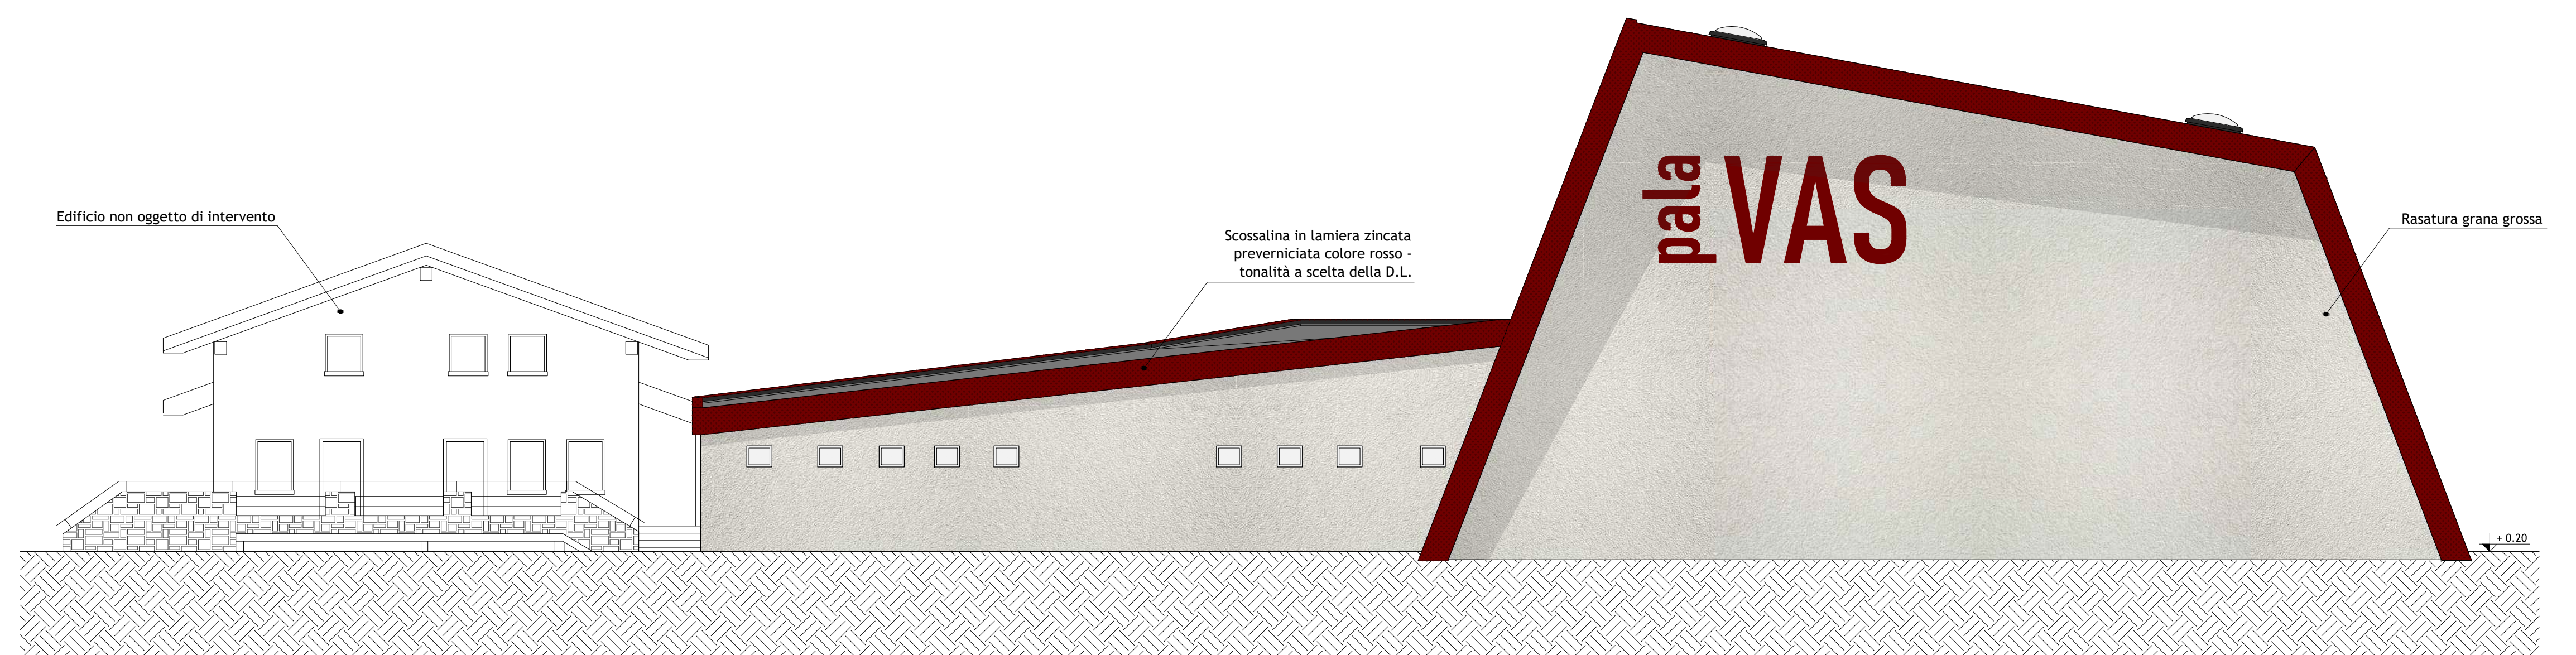 Edificio non oggetto di intervento
Scossalina in lamiera zincata
preverniciata colore rosso -
tonalità a scelta della D.L.
pala
VAS
Rasatura grana grossa
+ 0.20